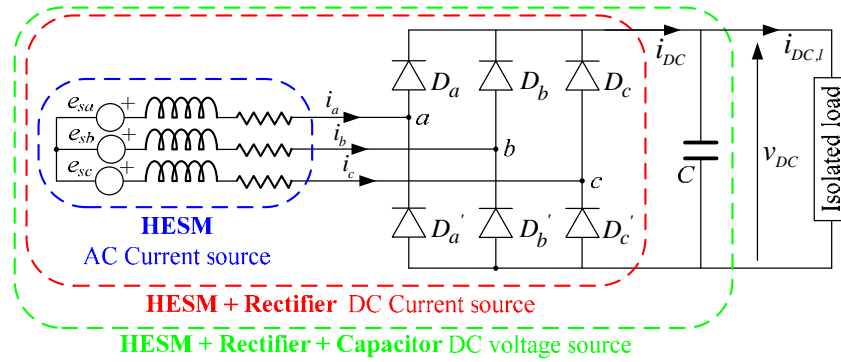 i_DC
i_DC,l
D_a
D_b
D_c
e_sa
+
i_a
a
e_sb
+
i_b
b
e_sc
+
i_c
c
C
v_DC
Isolated load
D_a'
D_b'
D_c'
HESM
AC Current source
HESM + Rectifier DC Current source
HESM + Rectifier + Capacitor DC voltage source